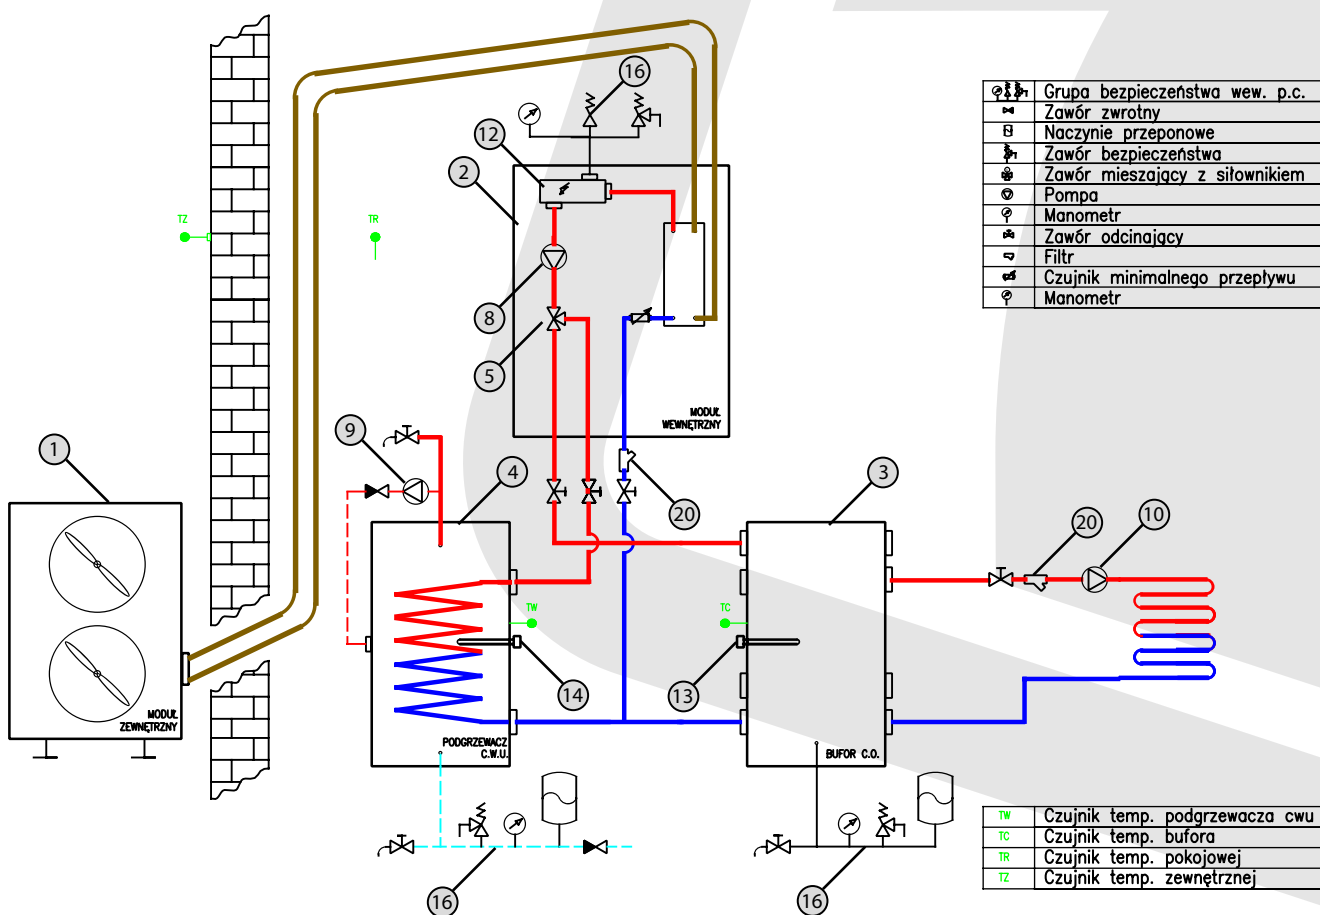 16
Grupa bezpieczeństwa wew. p.c.
Zawór zwrotny
Naczynie przeponowe
Zawór bezpieczeństwa
Zawór mieszający z siłownikiem
Pompa
Manometr
Zawór odcinający
Filtr
Czujnik minimalnego przepływu
Manometr
12
2
TZ
TR
8
5
MODUŁ
WEWNĘTRZNY
1
9
4
20
3
20
10
TW
TC
14
13
MODUŁ
ZEWNĘTRZNY
PODGRZEWACZ
C.W.U.
BUFOR C.O.
16
16
TW Czujnik temp. podgrzewacza cwu
TC Czujnik temp. bufora
TR Czujnik temp. pokojowej
TZ Czujnik temp. zewnętrznej